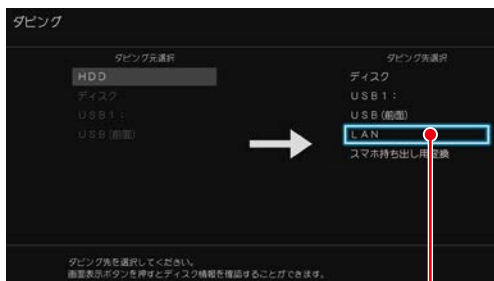 ダビング
ダビング元選択
HDD
ディスク
USB1:
USB(前面)
ダビング先選択
ディスク
USB1:
USB(前面)
LAN
スマホ持ち出し用変換
ダビング先を選択してください。
画面表示ボタンを押すとディスク情報を確認することができます。